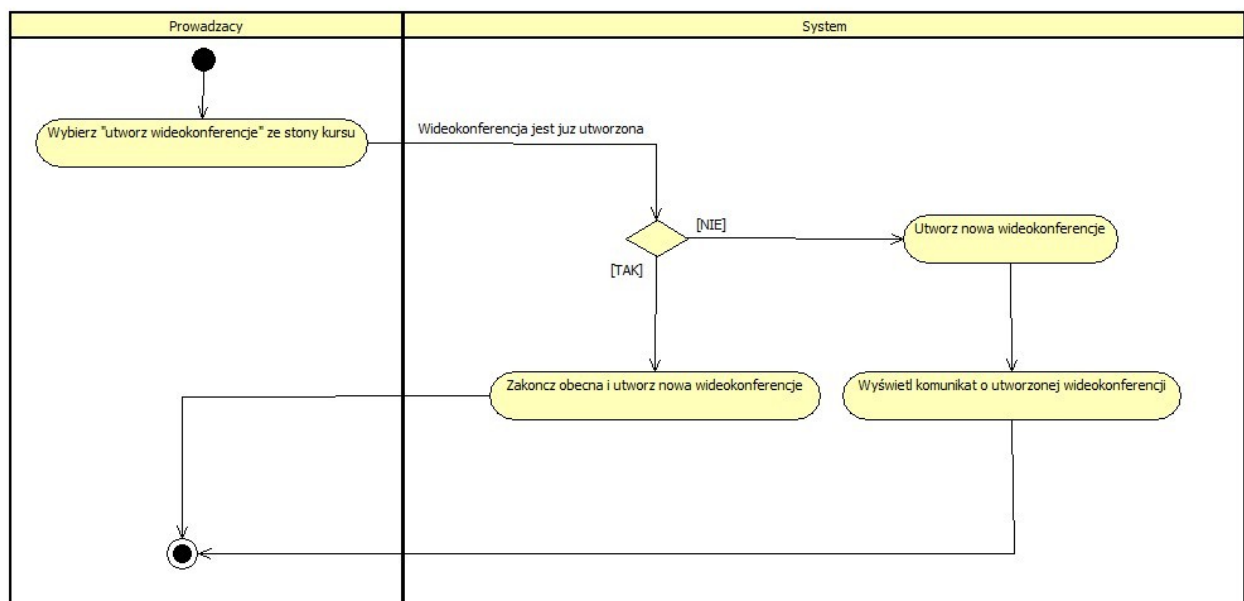 Prowadzacy
System
Wybierz "utworz wideokonferencje" ze stony kursu
Wideokonferencja jest juz utworzona
[NIE]
Utworz nowa wideokonferencje
[TAK]
Zakoncz obecna i utworz nowa wideokonferencje
Wyświetl komunikat o utworzonej wideokonferencji